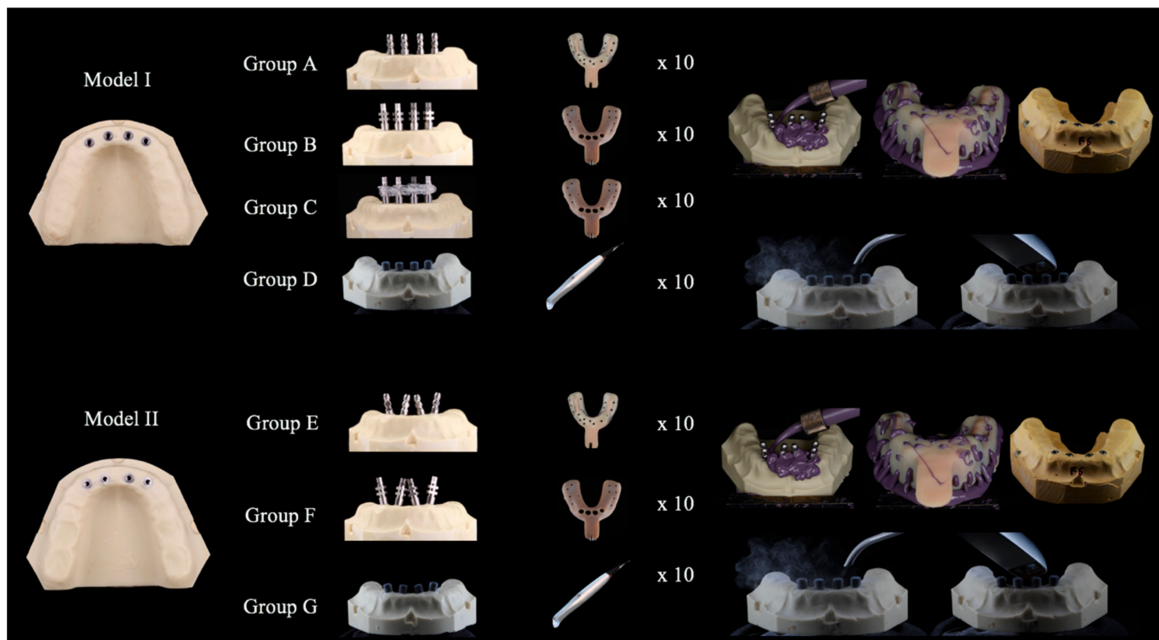 Model I
Group A
x 10
Group B
x 10
Group C
x 10
Group D
x 10
Model II
Group E
x 10
Group F
x 10
Group G
x 10